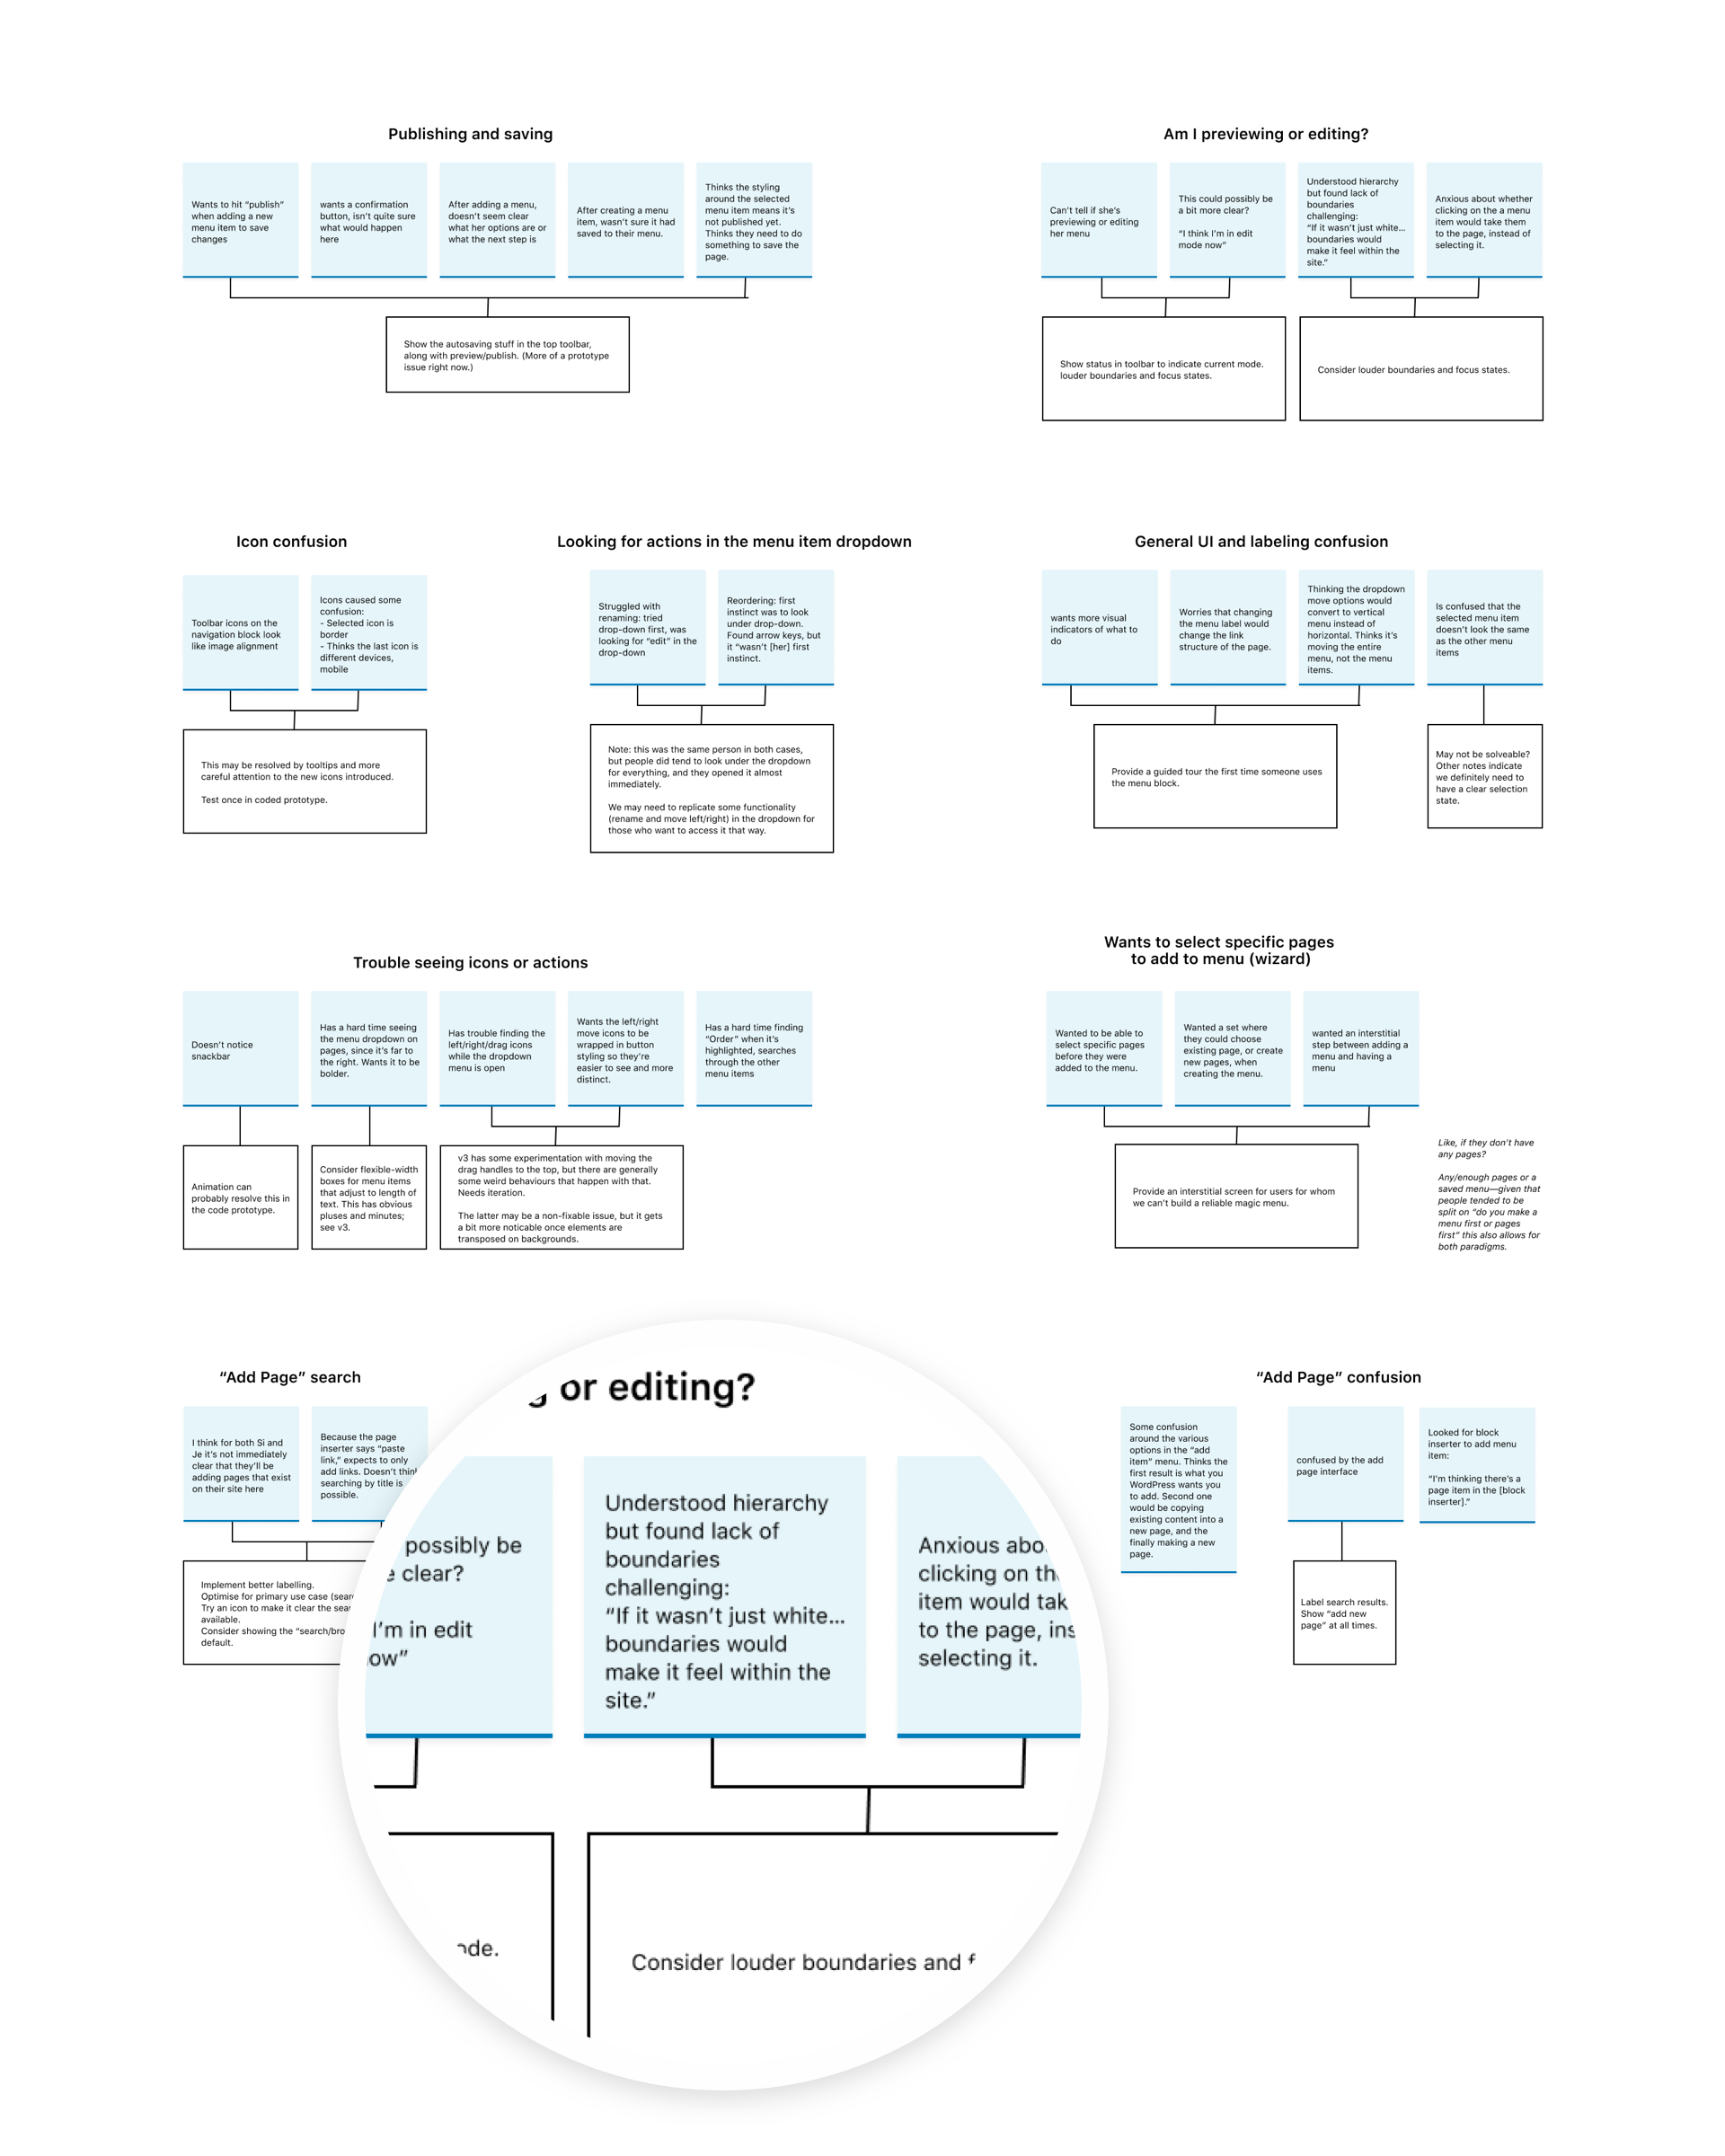 Publishing and saving
Wants to hit “publish”
when adding a new
menu item to save
changes
wants a confirmation
button, isn’t quite sure
what would happen
here
After adding a menu,
doesn’t seem clear
what her options are or
what the next step is
After creating a menu
item, wasn’t sure it had
saved to their menu.
Thinks the styling
around the selected
menu item means it’s
not published yet.
Thinks they need to do
something to save the
page.
Show the autosaving stuff in the top toolbar,
along with preview/publish. (More of a prototype
issue right now.)
Am I previewing or editing?
Can’t tell if she’s
previewing or editing
her menu
This could possibly be
a bit more clear?
“I think I’m in edit
mode now”
Understood hierarchy
but found lack of
boundaries
challenging:
“If it wasn’t just white...
boundaries would
make it feel within the
site.”
Anxious about whether
clicking on the a menu
item would take them
to the page, instead of
selecting it.
Show status in toolbar to indicate current mode.
louder boundaries and focus states.
Consider louder boundaries and focus states.
Icon confusion
Toolbar icons on the
navigation block look
like image alignment
Icons caused some
confusion:
- Selected icon is
border
- Thinks the last icon is
different devices,
mobile
This may be resolved by tooltips and more
careful attention to the new icons introduced.
Test once in coded prototype.
Looking for actions in the menu item dropdown
Struggled with
renaming: tried
drop-down first, was
looking for “edit” in the
drop-down
Reordering: first
instinct was to look
under drop-down.
Found arrow keys, but
it “wasn’t [her] first
instinct.
Note: this was the same person in both cases,
but people did tend to look under the dropdown
for everything, and they opened it almost
immediately.
We may need to replicate some functionality
(rename and move left/right) in the dropdown for
those who want to access it that way.
General UI and labeling confusion
wants more visual
indicators of what to
do
Worries that changing
the menu label would
change the link
structure of the page.
Thinking the dropdown
move options would
convert to vertical
menu instead of
horizontal. Thinks it’s
moving the entire
menu, not the menu
items.
Is confused that the
selected menu item
doesn’t look the same
as the other menu
items
Provide a guided tour the first time someone uses
the menu block.
May not be solveable?
Other notes indicate
we definitely need to
have a clear selection
state.
Trouble seeing icons or actions
Doesn’t notice
snackbar
Has a hard time seeing
the menu dropdown on
pages, since it’s far to
the right. Wants it to be
bolder.
Has trouble finding the
left/right/drag icons
while the dropdown
menu is open
Wants the left/right
move icons to be
wrapped in button
styling so they’re
easier to see and more
distinct.
Has a hard time finding
“Order” when it’s
highlighted, searches
through the other
menu items
Animation can
probably resolve this in
the code prototype.
Consider flexible-width
boxes for menu items
that adjust to length of
text. This has obvious
pluses and minutes;
see v3.
v3 has some experimentation with moving the
drag handles to the top, but there are generally
some weird behaviours that happen with that.
Needs iteration.
The latter may be a non-fixable issue, but it gets
a bit more noticable once elements are
transposed on backgrounds.
Wants to select specific pages
to add to menu (wizard)
Wanted to be able to
select specific pages
before they were
added to the menu.
Wanted a set where
they could choose
existing page, or create
new pages, when
creating the menu.
wanted an interstitial
step between adding a
menu and having a
menu
Provide an interstitial screen for users for whom
we can’t build a reliable magic menu.
Like, if they don’t have
any pages?
Any/enough pages or a
saved menu—given that
people tended to be
split on “do you make a
menu first or pages
first” this also allows for
both paradigms.
“Add Page” search
I think for both Si and
Je it’s not immediately
clear that they’ll be
adding pages that exist
on their site here
Because the page
inserter says “paste
link,” expects to only
add links. Doesn’t think
searching by title is
possible.
Implement better labelling.
Optimise for primary use case
Try an icon to make it clear the
available.
Consider showing the
default.
or editing?
possibly be
clear?
I’m in edit
Understood hierarchy
but found lack of
boundaries
challenging:
“If it wasn’t just white...
boundaries would
make it feel within the
site.”
Anxious
clicking on
item would
to the page,
selecting it.
Consider louder boundaries and
“Add Page” confusion
Some confusion
around the various
options in the “add
item” menu. Thinks the
first result is what you
WordPress wants you
to add. Second one
would be copying
existing content into a
new page, and the
finally making a new
page.
confused by the add
page interface
Looked for block
inserter to add menu
item:
“I’m thinking there’s a
page item in the [block
inserter].”
Label search results.
Show “add new
page” at all times.